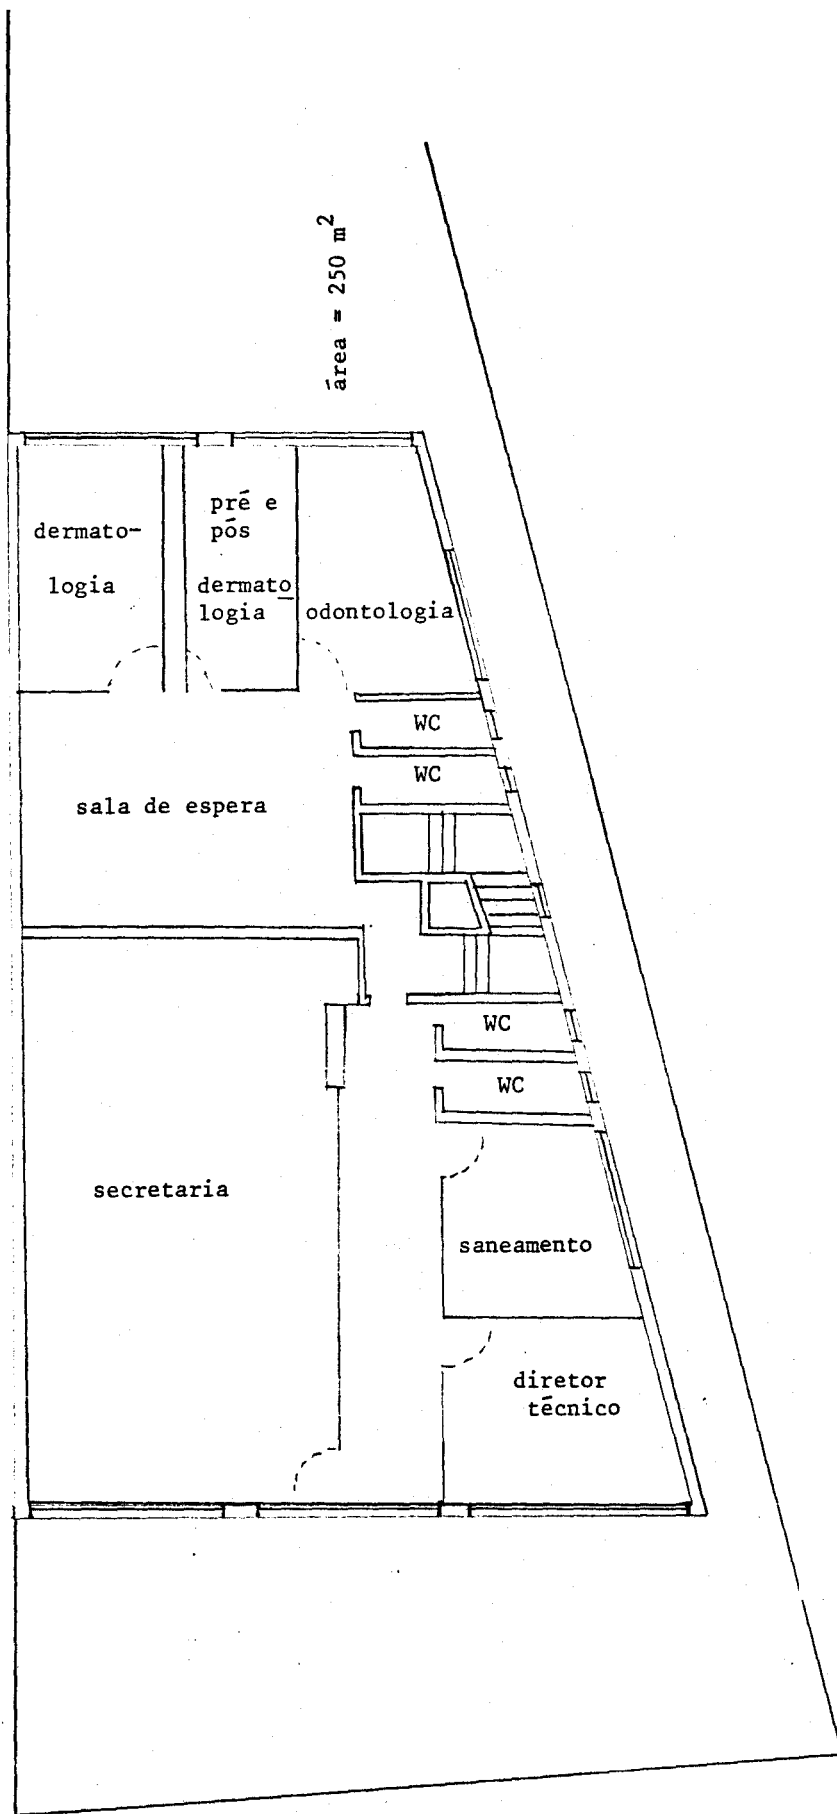 área = 250 m²
dermato-
logia
pré e
pós
dermato
logia
odontologia
WC
WC
sala de espera
WC
WC
secretaria
saneamento
diretor
técnico